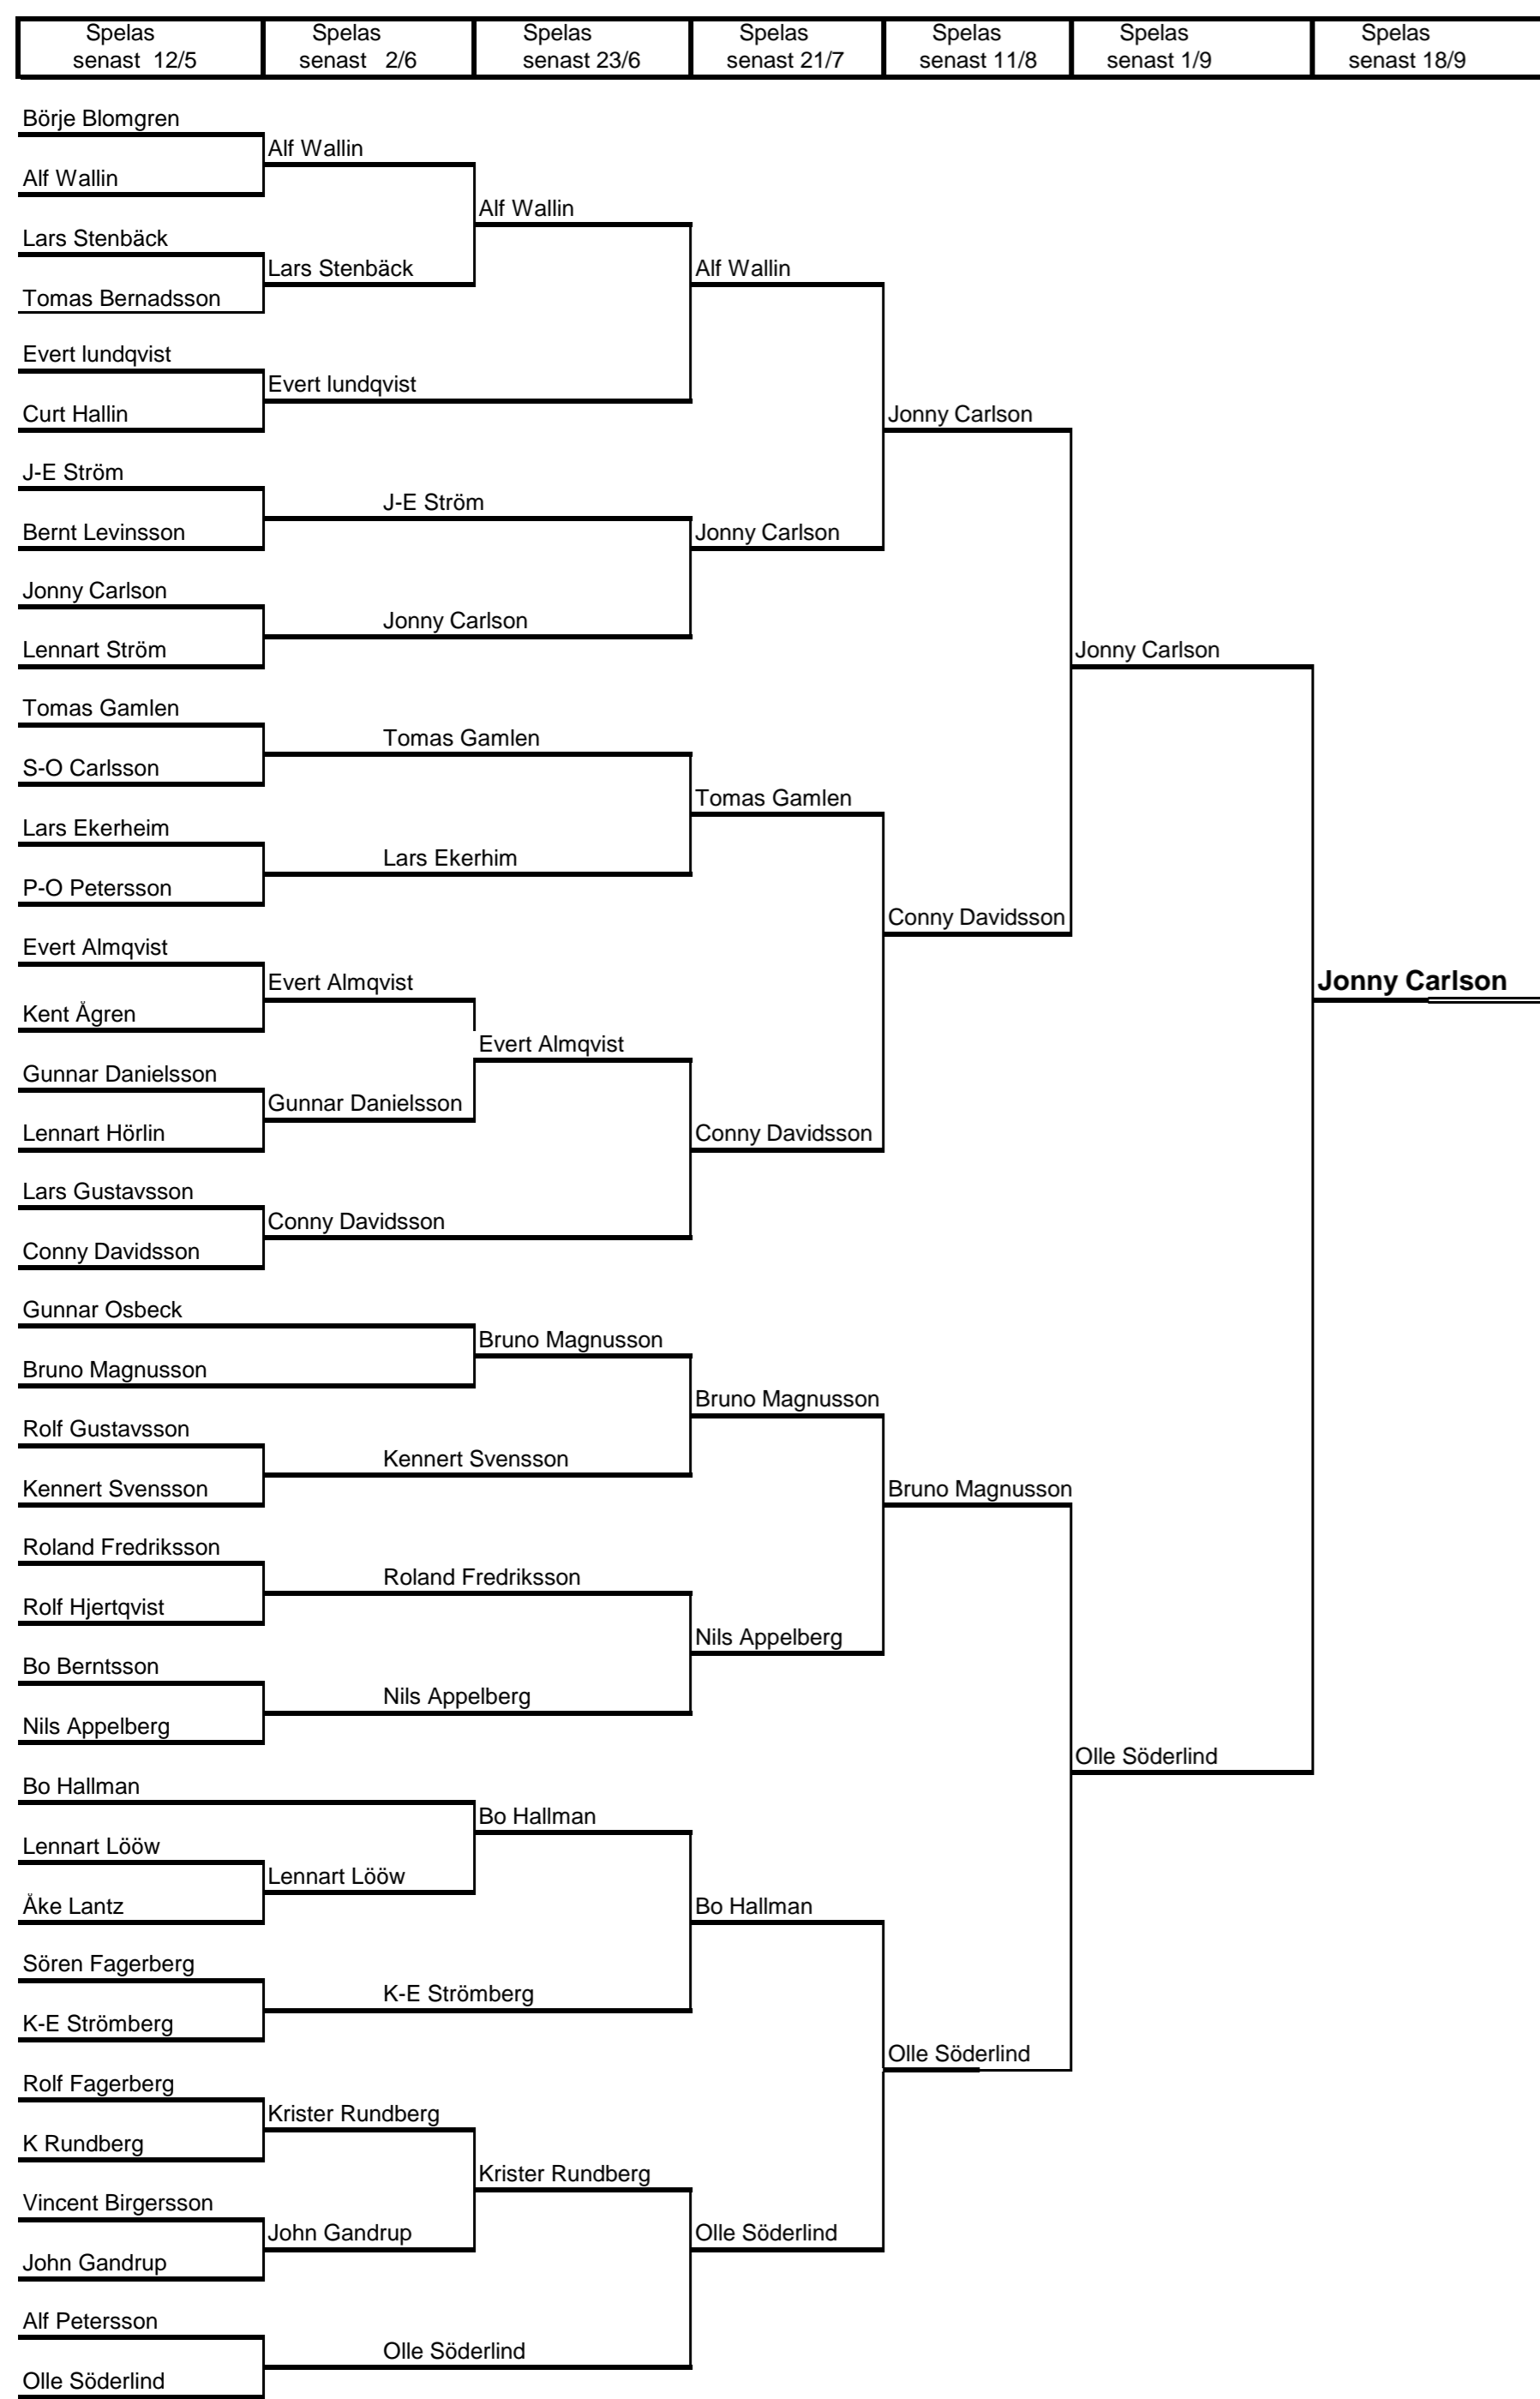 Spelas Spelas Spelas Spelas Spelas Spelas Spelas
senast 12/5 senast 2/6 senast 23/6 senast 21/7 senast 11/8 senast 1/9 senast 18/9
Börje Blomgren
Alf Wallin
Alf Wallin
Alf Wallin
Lars Stenbäck
Lars Stenbäck Alf Wallin
Tomas Bernadsson
Evert lundqvist
Evert lundqvist
Curt Hallin Jonny Carlson
J-E Ström
J-E Ström
Bernt Levinsson Jonny Carlson
Jonny Carlson
Jonny Carlson
Lennart Ström Jonny Carlson
Tomas Gamlen
Tomas Gamlen
S-O Carlsson
Tomas Gamlen
Lars Ekerheim
Lars Ekerhim
P-O Petersson
Conny Davidsson
Evert Almqvist
Evert Almqvist Jonny Carlson
Kent Ågren
Evert Almqvist
Gunnar Danielsson
Gunnar Danielsson
Lennart Hörlin Conny Davidsson
Lars Gustavsson
Conny Davidsson
Conny Davidsson
Gunnar Osbeck
Bruno Magnusson
Bruno Magnusson
Bruno Magnusson
Rolf Gustavsson
Kennert Svensson
Kennert Svensson Bruno Magnusson
Roland Fredriksson
Roland Fredriksson
Rolf Hjertqvist
Nils Appelberg
Bo Berntsson
Nils Appelberg
Nils Appelberg
Olle Söderlind
Bo Hallman
Bo Hallman
Lennart Lööw
Lennart Lööw
Åke Lantz Bo Hallman
Sören Fagerberg
K-E Strömberg
K-E Strömberg
Olle Söderlind
Rolf Fagerberg
Krister Rundberg
K Rundberg
Krister Rundberg
Vincent Birgersson
John Gandrup Olle Söderlind
John Gandrup
Alf Petersson
Olle Söderlind
Olle Söderlind